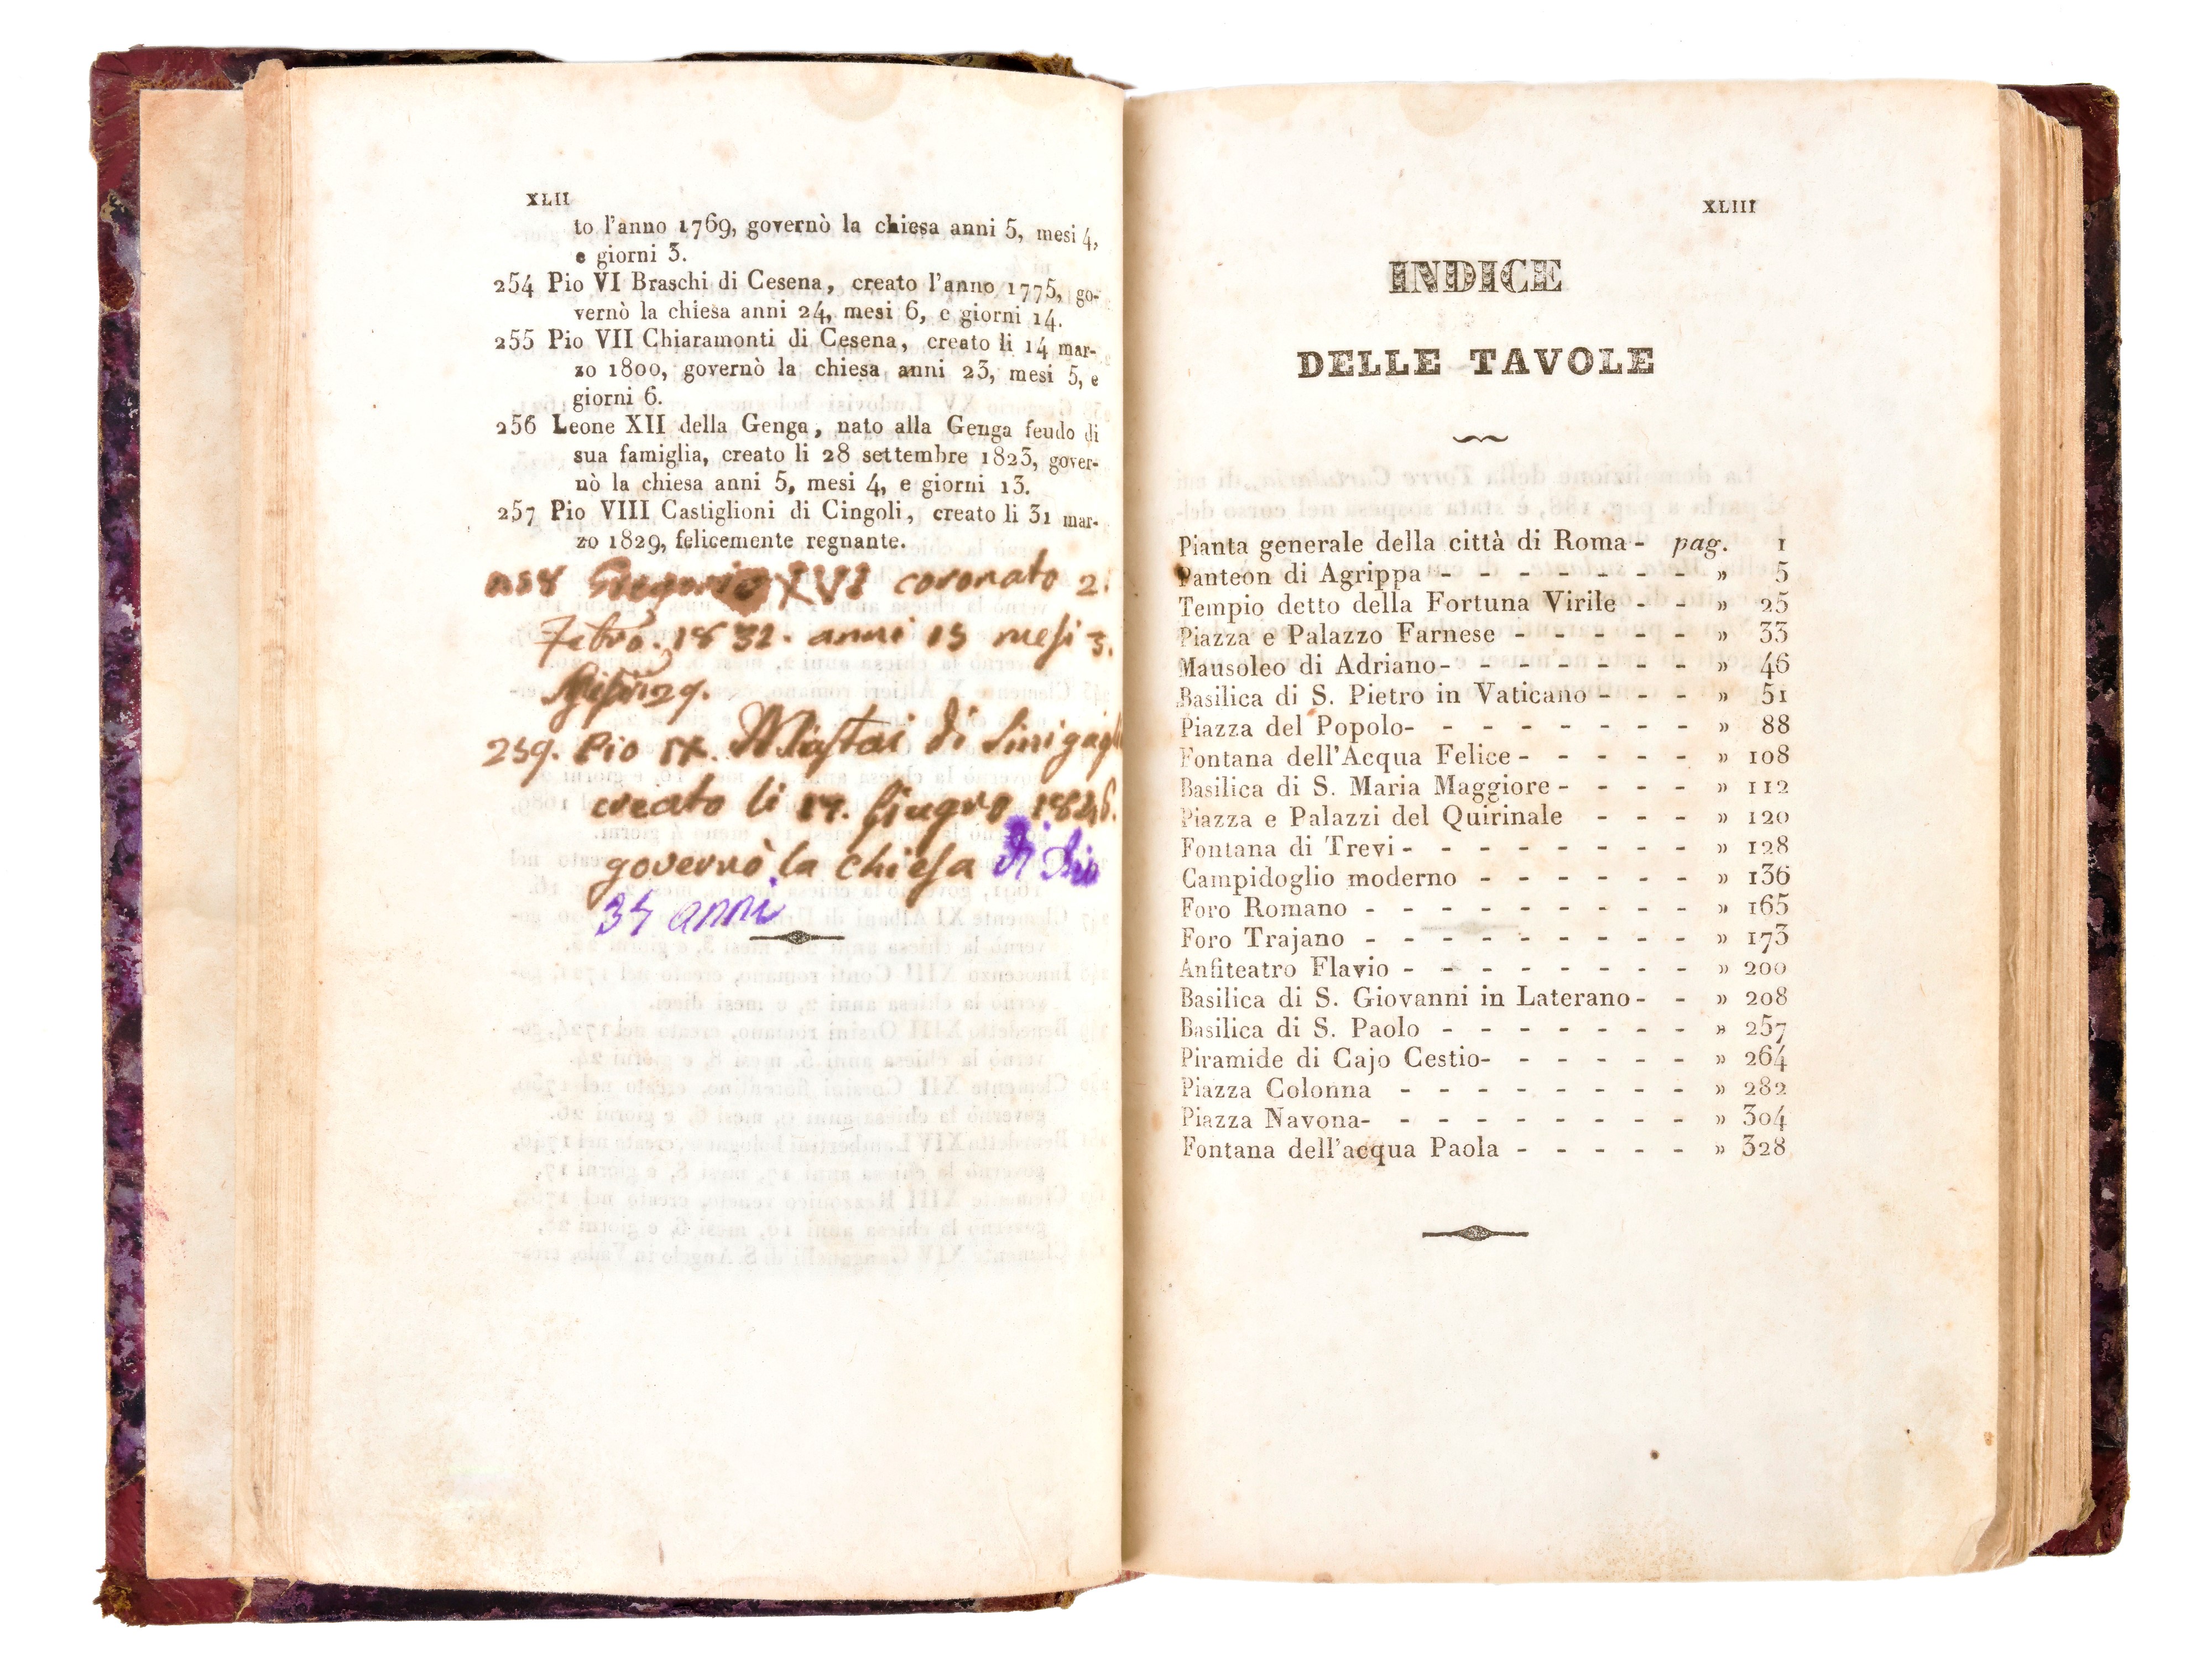 XLII
to l'anno 1769, governò la chiesa anni 5, mesi 4,
e giorni 3.
254 Pio VI Braschi di Cesena, creato l'anno 1775, go-
vernò la chiesa anni 24, mesi 6, e giorni 14.
255 Pio VII Chiaramonti di Cesena, creato li 14 mar-
zo 1800, governò la chiesa anni 23, mesi 5, e
giorni 6.
256 Leone XII della Genga, nato alla Genga feudo di
sua famiglia, creato li 28 settembre 1823, gover-
nò la chiesa anni 5, mesi 4, e giorni 13.
257 Pio VIII Castiglioni di Cingoli, creato li 31 mar-
zo 1829, felicemente regnante.
258 Gregorio XVI coronato 2.
Febro. 1832. anni 15 mesi 3.
259. Pio IX. Mastai di Sinigagli
creato li 17. Giugno 1846.
governò la chiesa di Dio
35 anni
XLIII
INDICE
DELLE TAVOLE
Pianta generale della città di Roma - pag. 1
Panteon di Agrippa - - - - - - - - - » 5
Tempio detto della Fortuna Virile - - - » 25
Piazza e Palazzo Farnese - - - - - - » 33
Mausoleo di Adriano - - - - - - - - » 46
Basilica di S. Pietro in Vaticano - - - - » 51
Piazza del Popolo - - - - - - - - - » 88
Fontana dell'Acqua Felice - - - - - - » 108
Basilica di S. Maria Maggiore - - - - - » 112
Piazza e Palazzi del Quirinale - - - » 120
Fontana di Trevi - - - - - - - - - » 128
Campidoglio moderno - - - - - - - » 136
Foro Romano - - - - - - - - - - » 165
Foro Trajano - - - - - - - - - - » 173
Anfiteatro Flavio - - - - - - - - - » 200
Basilica di S. Giovanni in Laterano - - » 208
Basilica di S. Paolo - - - - - - - - » 257
Piramide di Cajo Cestio - - - - - - - » 264
Piazza Colonna - - - - - - - - » 282
Piazza Navona - - - - - - - - - - » 304
Fontana dell'acqua Paola - - - - - - » 328